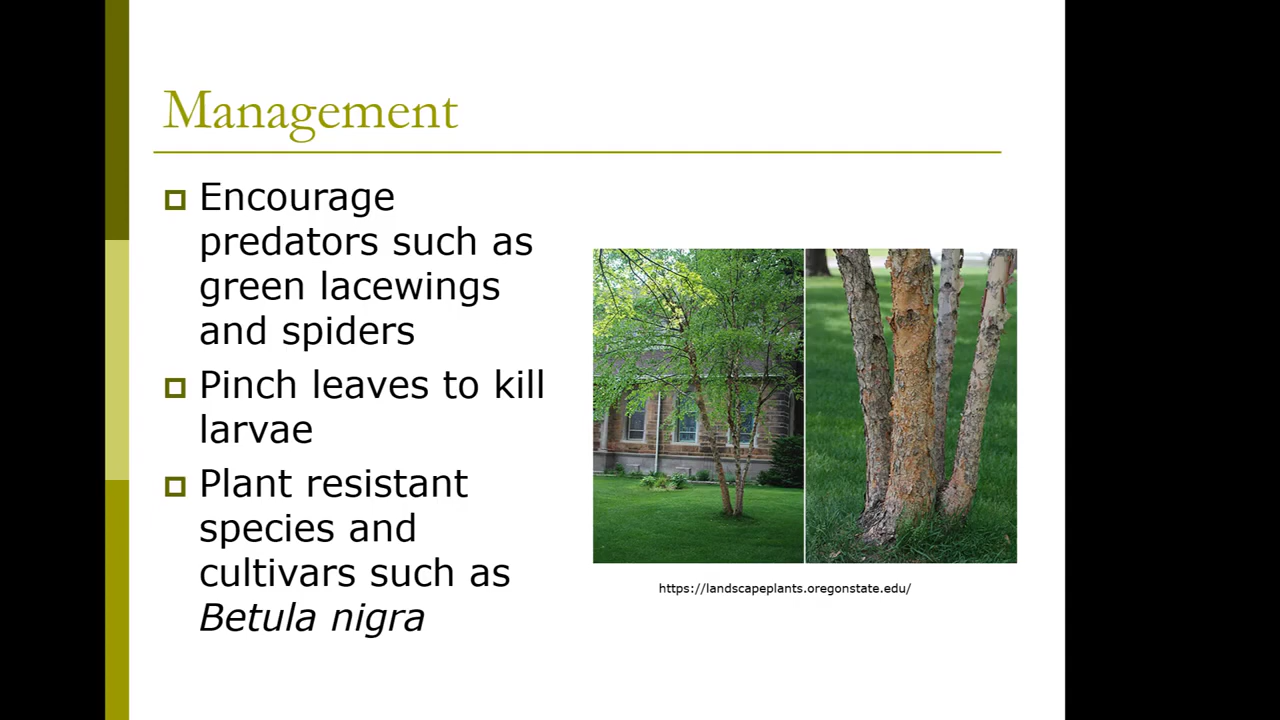 Management
Encourage
predators such as
green lacewings
and spiders
Pinch leaves to kill
larvae
Plant resistant
species and
cultivars such as
Betula nigra
https://landscapeplants.oregonstate.edu/